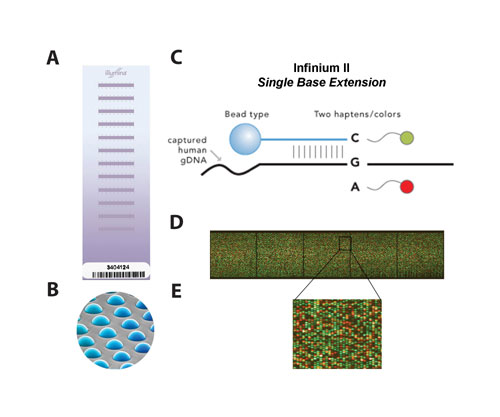 A
illumina
3404124
B
C
Infinium II
Single Base Extension
Bead type
Two haptens/colors
captured
human
gDNA
C
G
A
D
E